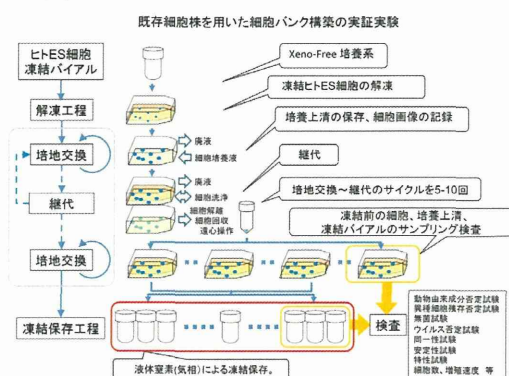 既存細胞株を用いた細胞バンク構築の実証実験
ヒトES細胞
凍結バイアル
解凍工程
培地交換
継代
培地交換
凍結保存工程
Xeno-Free 培養系
凍結ヒトES細胞の解凍
培養上清の保存、細胞画像の記録
廃液
細胞培養液
継代
廃液
細胞洗浄
細胞解離
細胞回収
遠心操作
培地交換～継代のサイクルを5-10回
凍結前の細胞、培養上清、
凍結バイアルのサンプリング検査
検査
動物由来成分否定試験
異種細胞残存否定試験
無菌試験
ウイルス否定試験
同一性試験
安定性試験
特性試験
細胞数、増殖速度 等
液体窒素(気相)による凍結保存。